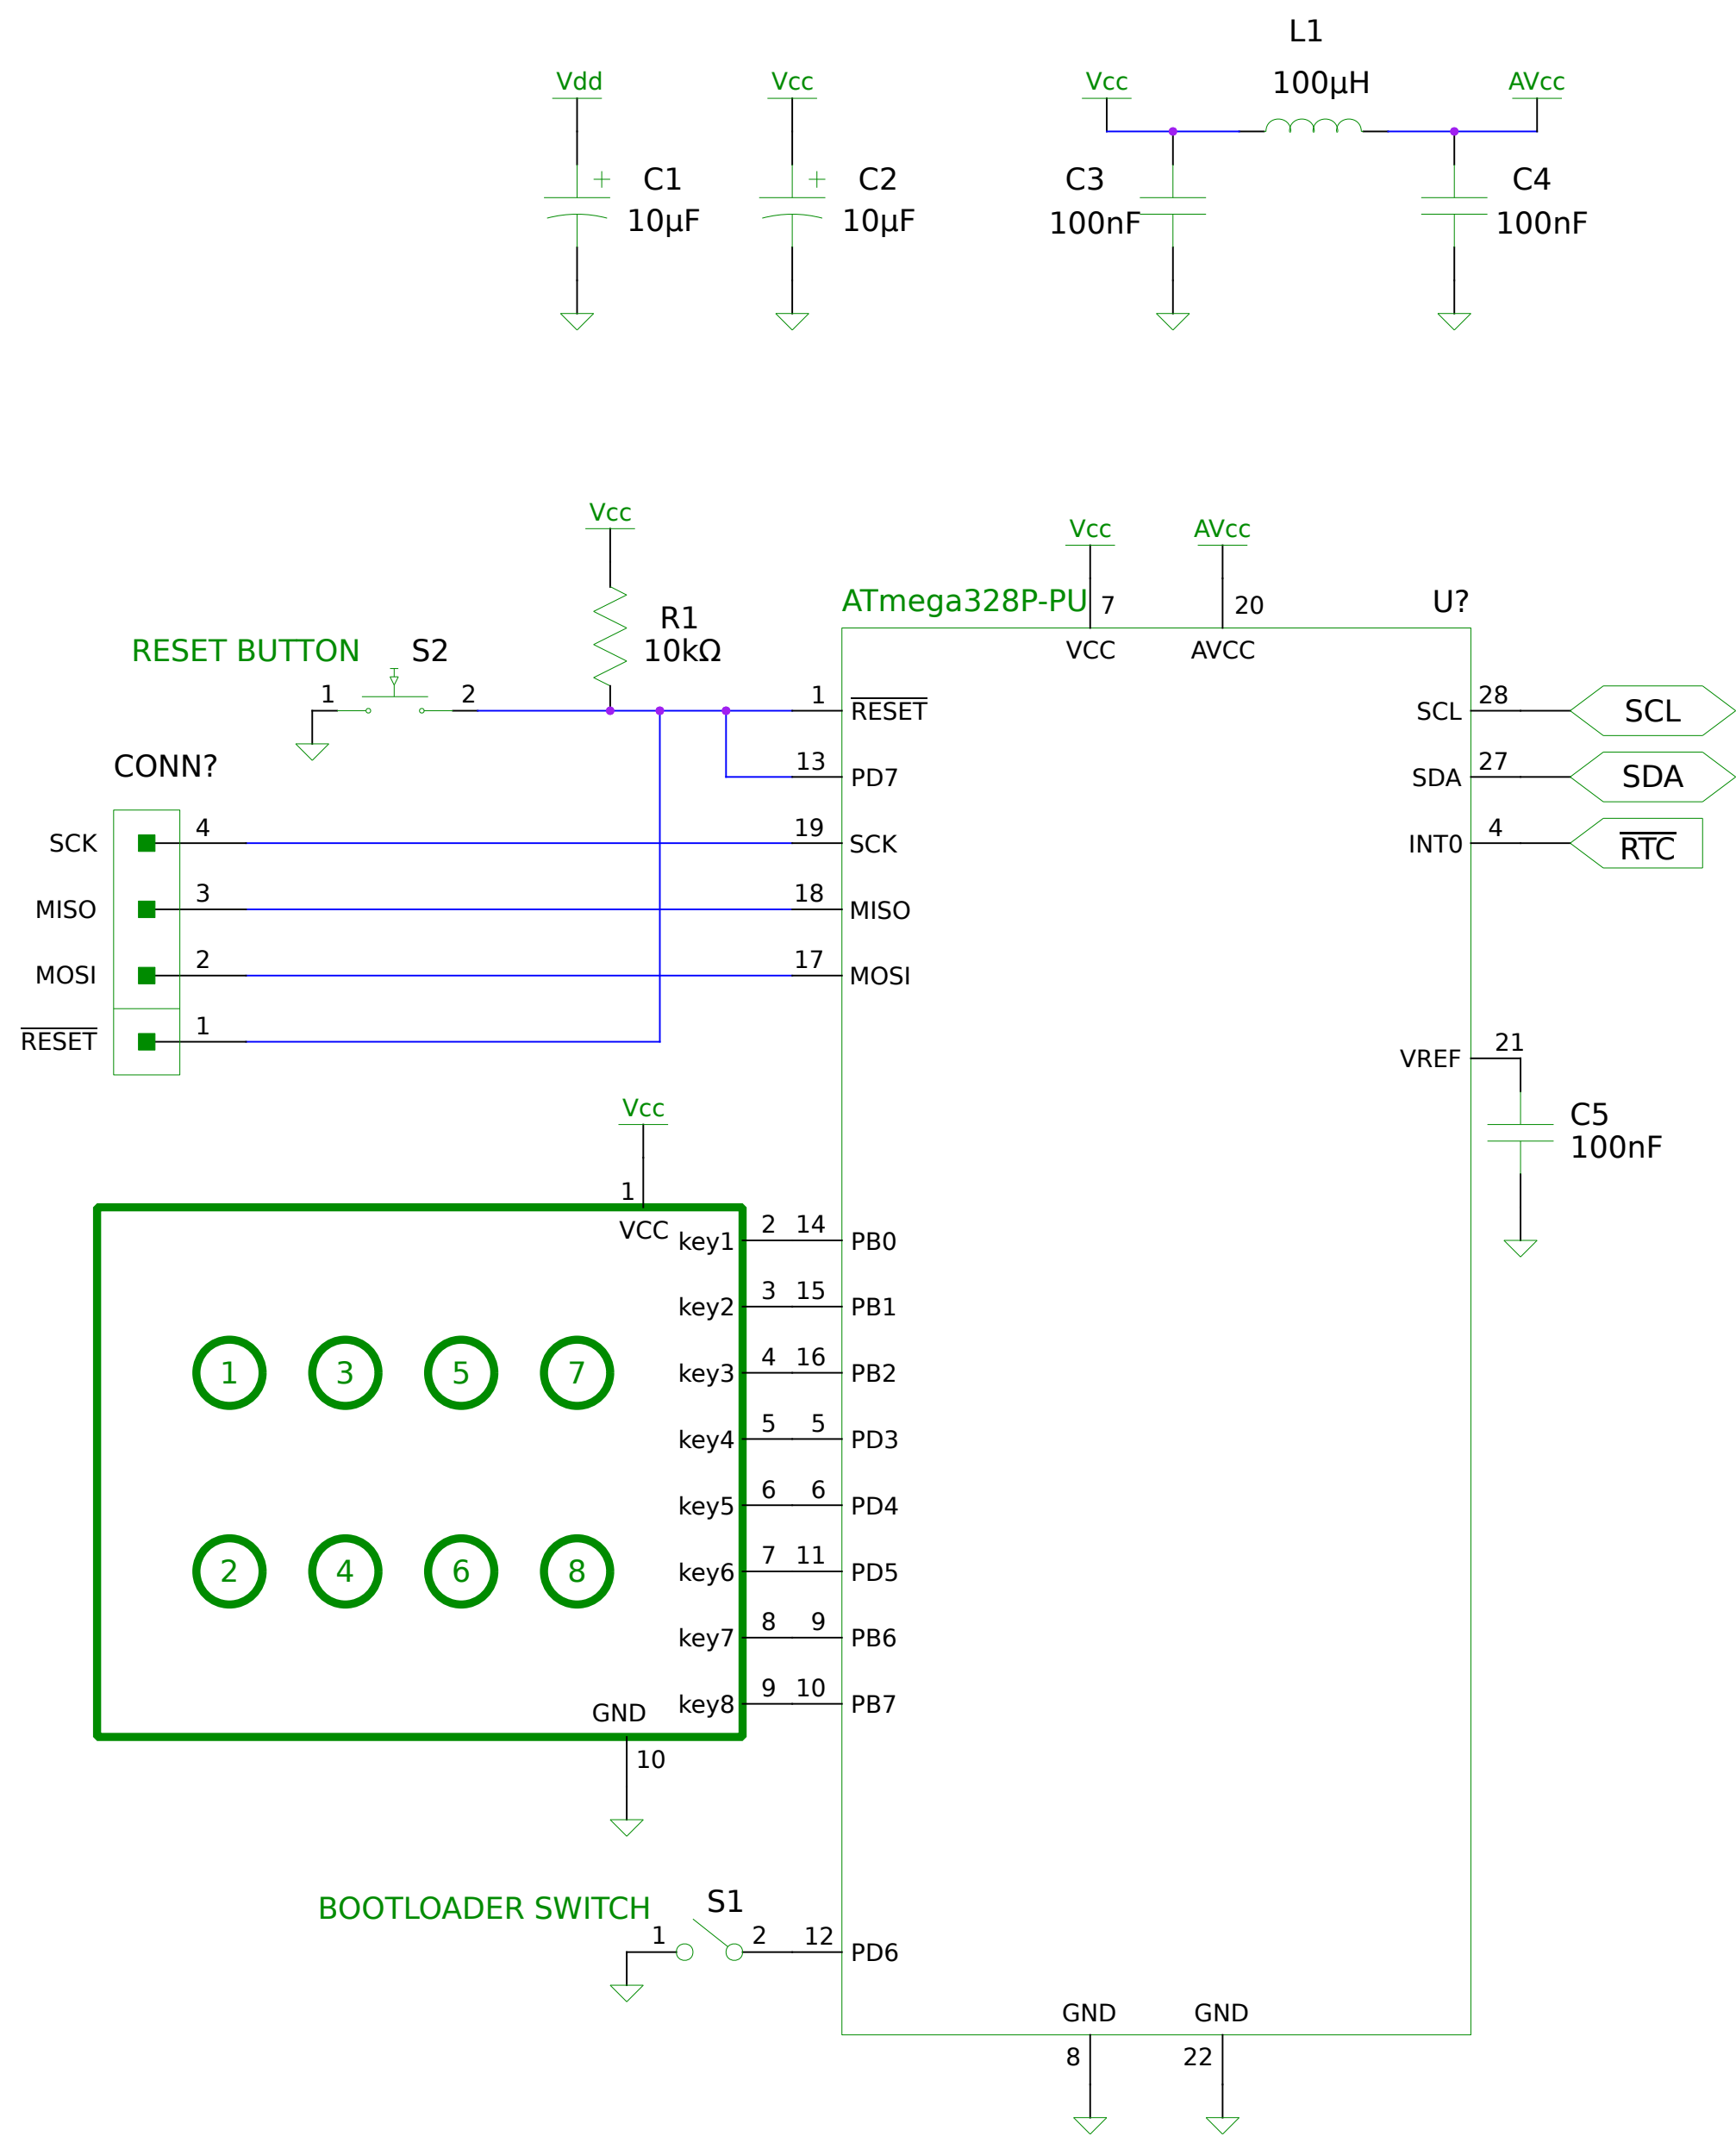 L1
100µH
Vdd
Vcc
Vcc
AVcc
C1
10µF
C2
10µF
C3
100nF
C4
100nF
Vcc
Vcc
AVcc
ATmega328P-PU
7
20
U?
R1
10kΩ
VCC
AVCC
RESET BUTTON
S2
1
2
1
RESET
SCL
28
SCL
13
PD7
SDA
27
SDA
CONN?
SCK
4
19
SCK
INT0
4
RTC
MISO
3
18
MISO
MOSI
2
17
MOSI
RESET
1
VREF
21
C5
100nF
Vcc
1
VCC
key1
2
14
PB0
key2
3
15
PB1
1
3
5
7
key3
4
16
PB2
key4
5
5
PD3
key5
6
6
PD4
2
4
6
8
key6
7
11
PD5
key7
8
9
PB6
key8
9
10
PB7
GND
10
BOOTLOADER SWITCH
S1
1
2
12
PD6
GND
GND
8
22